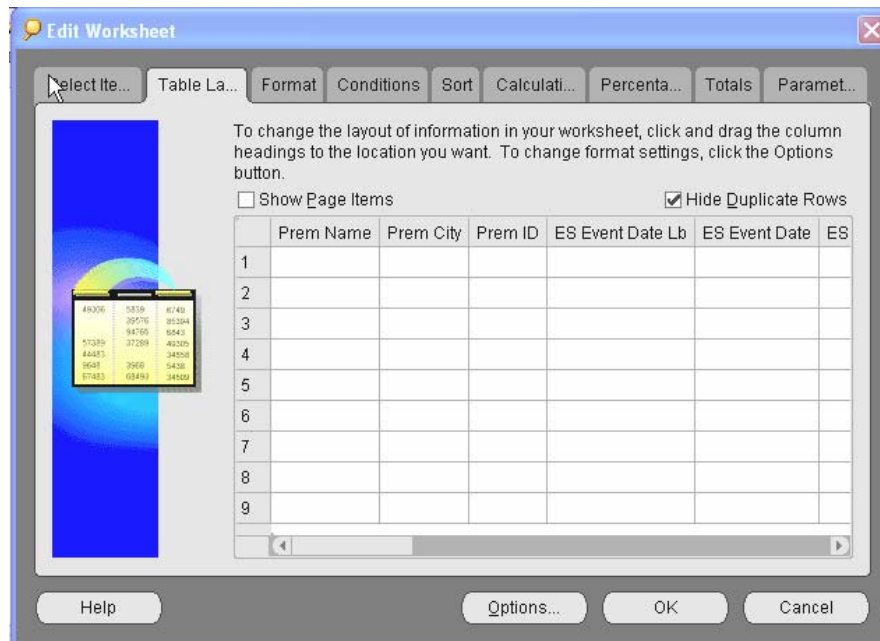 Edit Worksheet
Select Ite... Table La... Format Conditions Sort Calculati... Percenta... Totals Paramet...
To change the layout of information in your worksheet, click and drag the column
headings to the location you want. To change format settings, click the Options
button.
Show Page Items Hide Duplicate Rows
Prem Name Prem City Prem ID ES Event Date Lb ES Event Date ES
1
2
3
4
5
6
7
8
9
Help Options... OK Cancel